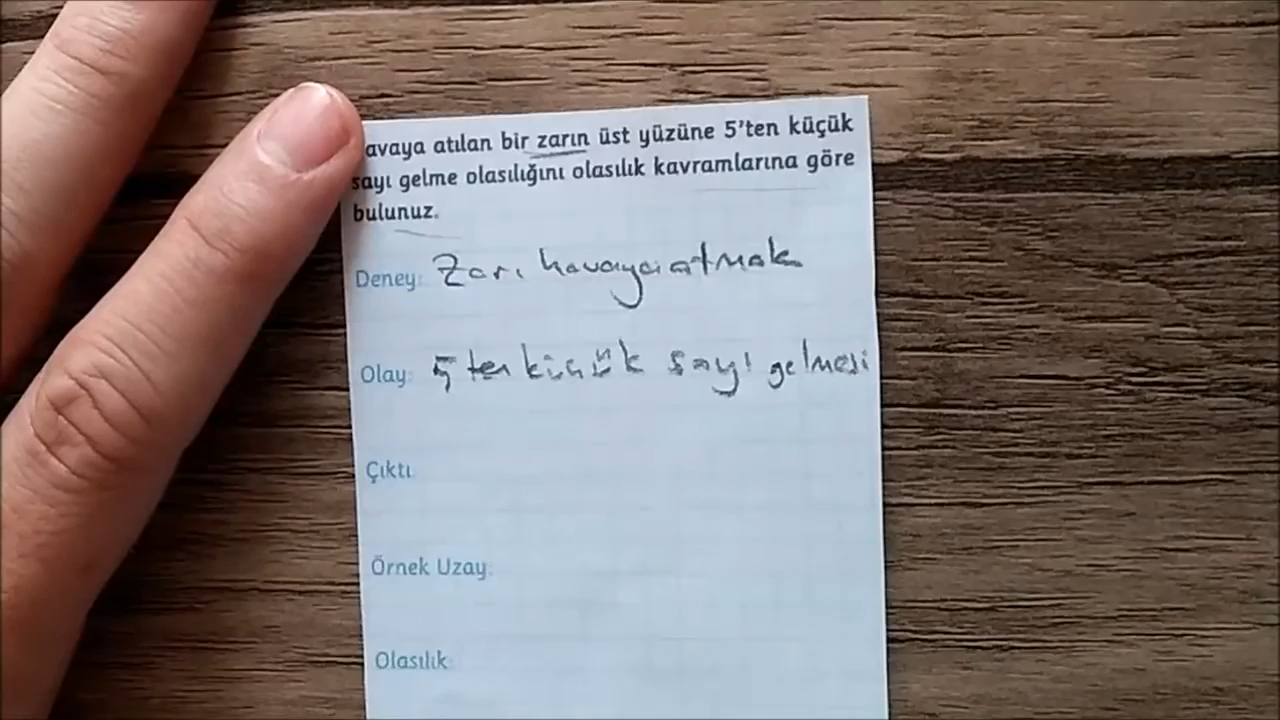 avaya atılan bir zarın üst yüzüne 5'ten küçük
sayı gelme olasılığını olasılık kavramlarına göre
bulunuz.
Deney: Zarı havaya atmak
Olay: 5 ten küçük sayı gelmesi
Çıktı
Örnek Uzay:
Olasılık: